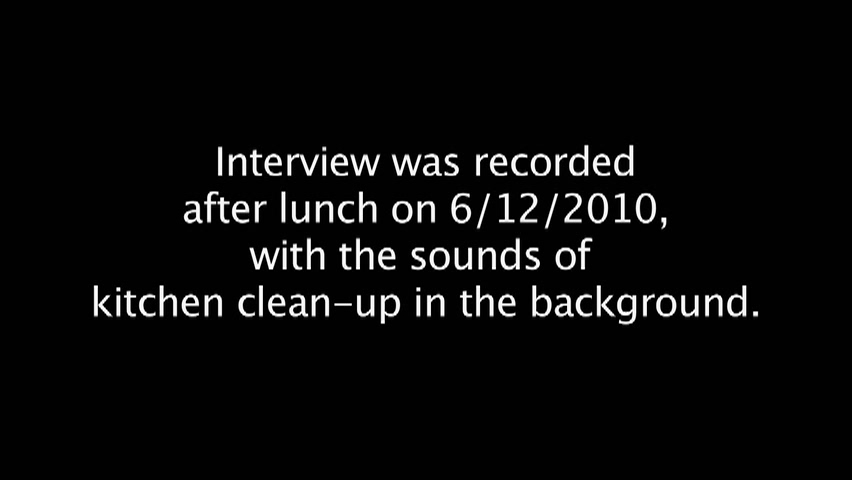 Interview was recorded
after lunch on 6/12/2010,
with the sounds of
kitchen clean-up in the background.